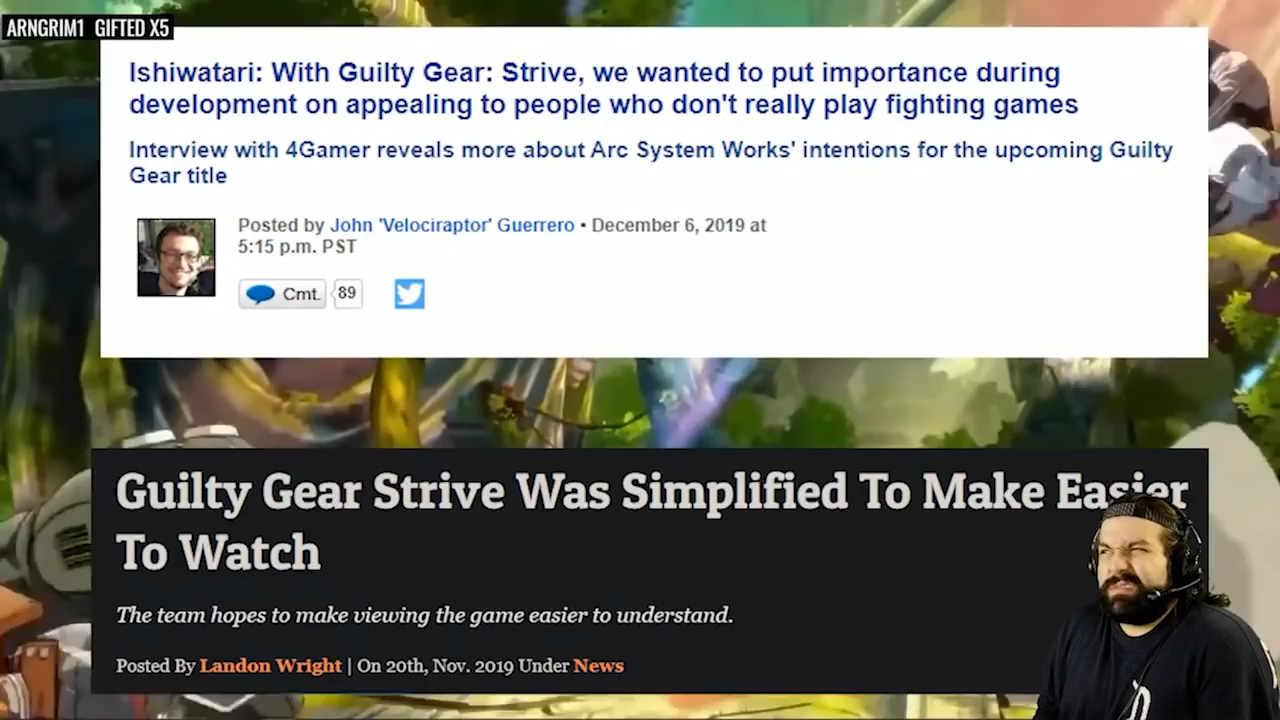 ARNGRIM1 GIFTED X5
Ishiwatari: With Guilty Gear: Strive, we wanted to put importance during
development on appealing to people who don't really play fighting games
Interview with 4Gamer reveals more about Arc System Works' intentions for the upcoming Guilty
Gear title
Posted by John 'Velociraptor' Guerrero • December 6, 2019 at
5:15 p.m. PST
Cmt. 89
Guilty Gear Strive Was Simplified To Make Easier
To Watch
The team hopes to make viewing the game easier to understand.
Posted By Landon Wright | On 20th, Nov. 2019 Under News